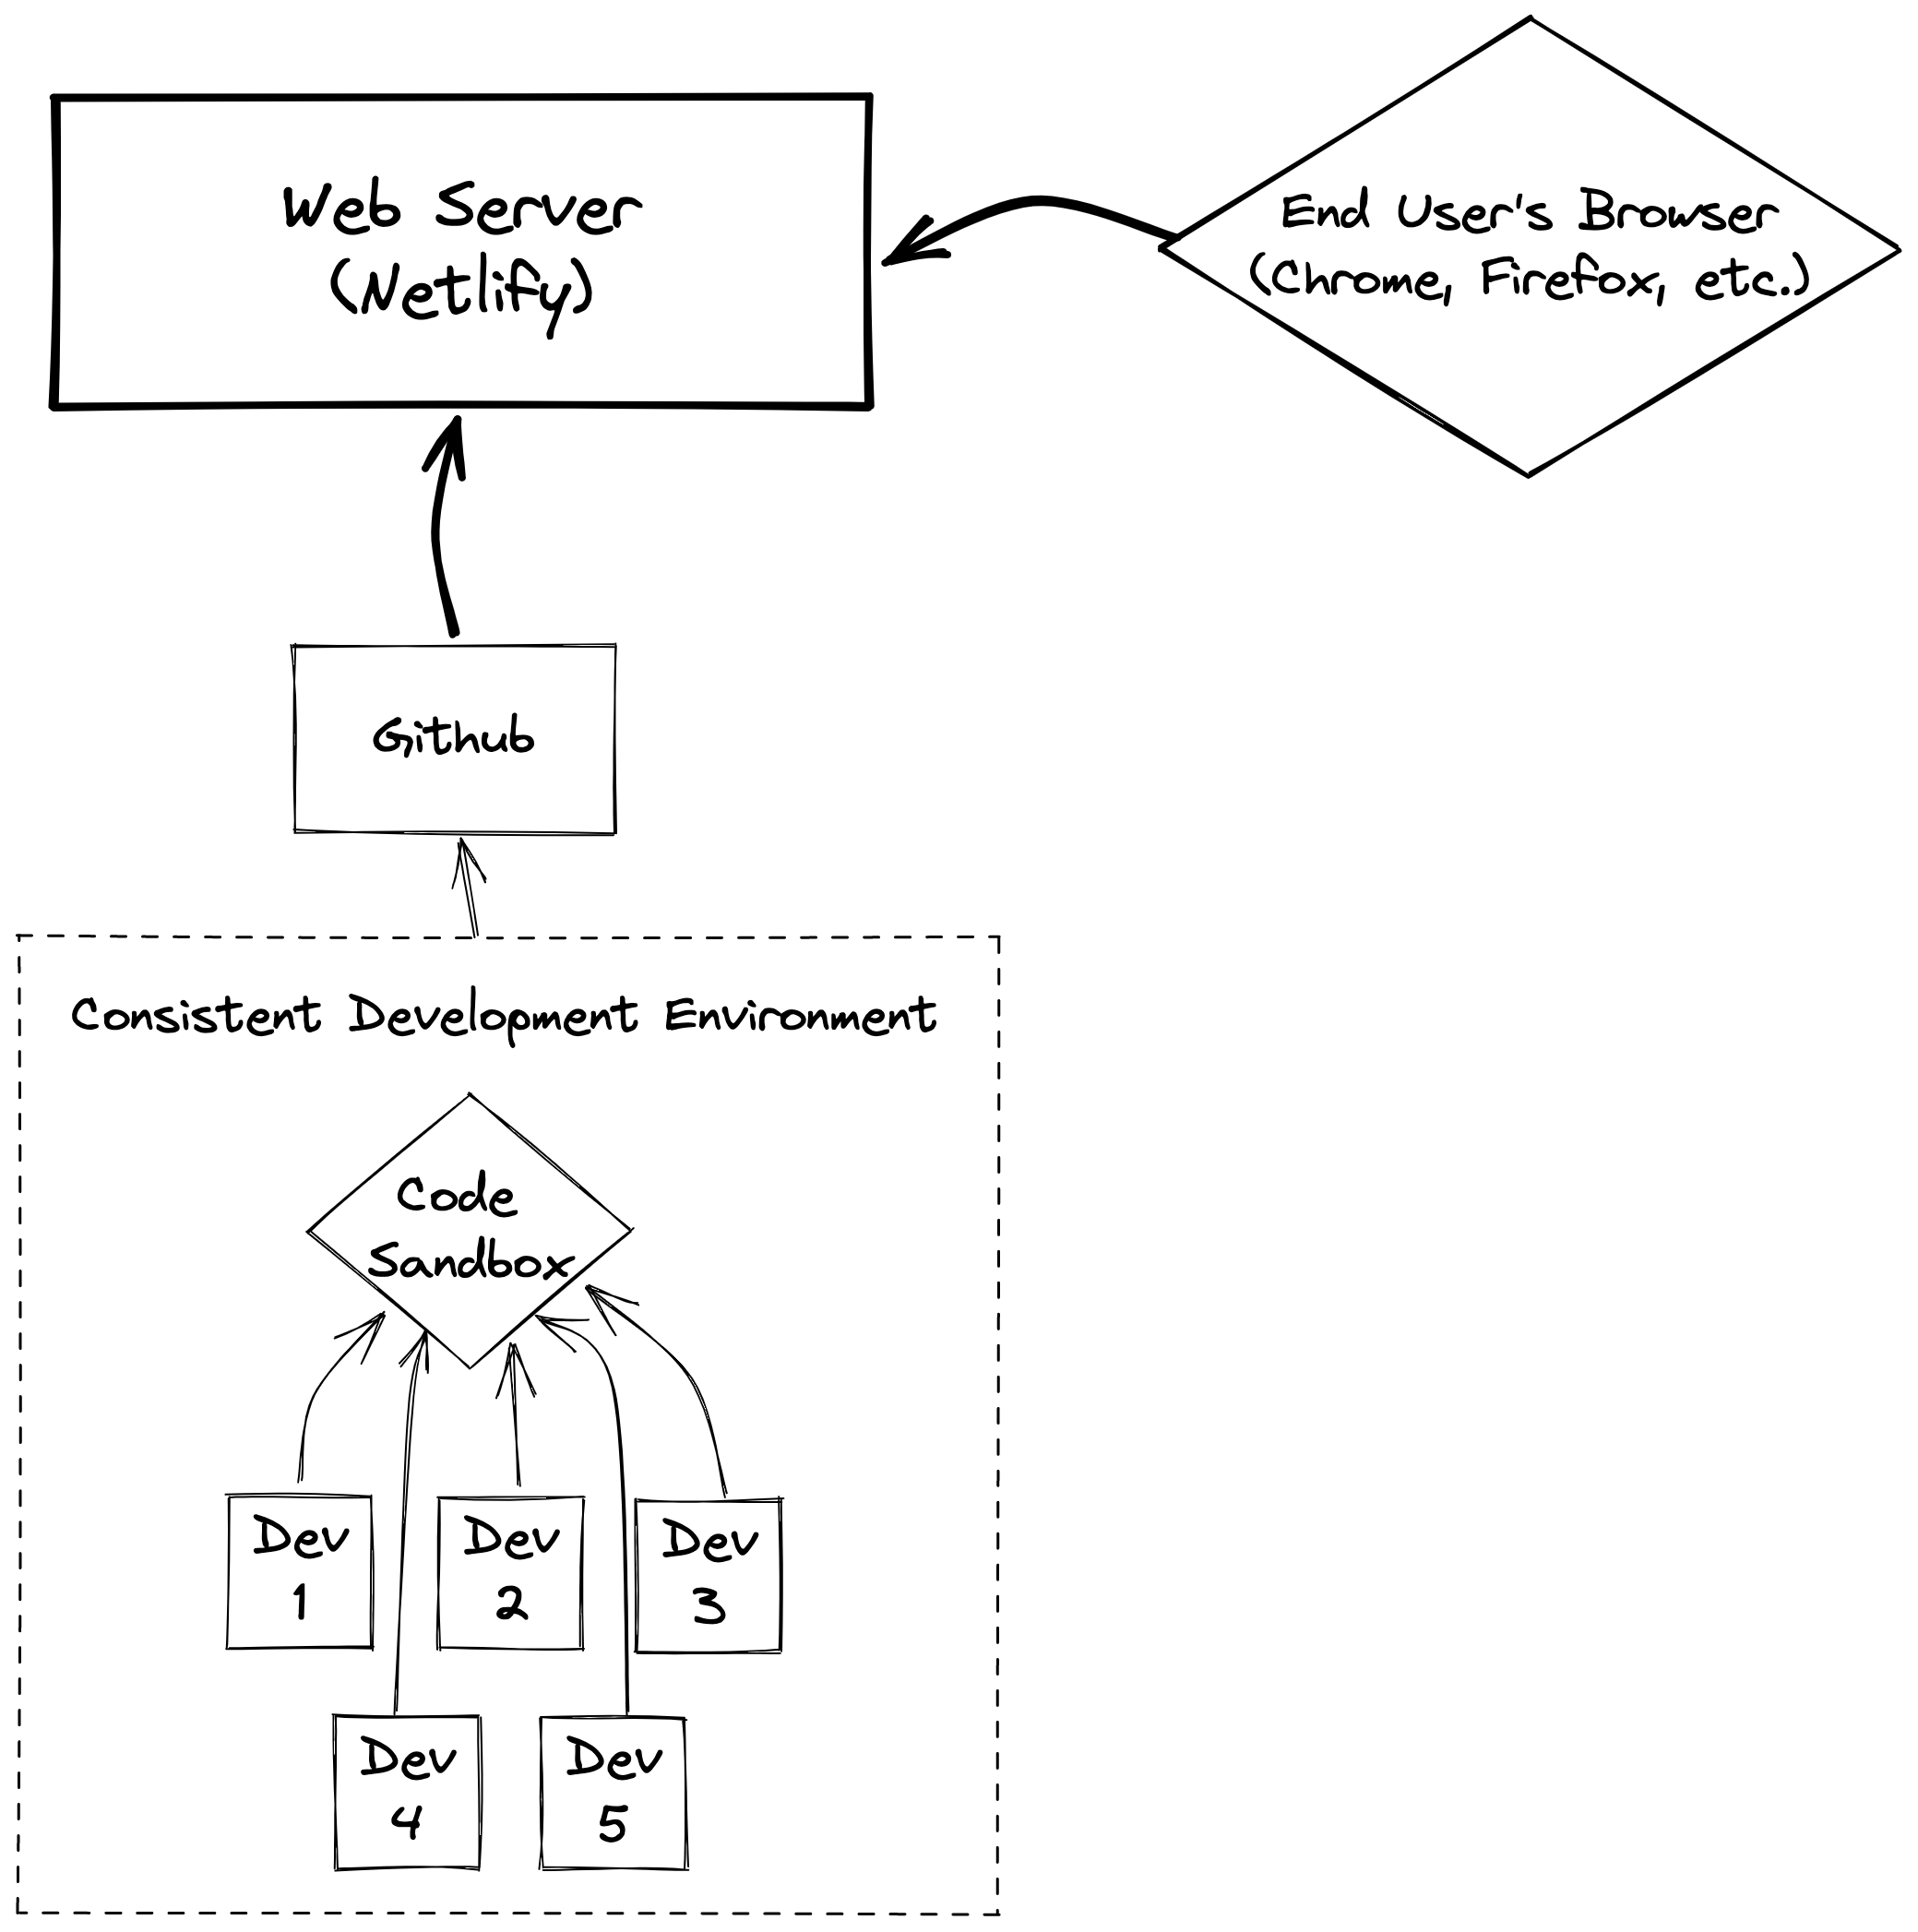 Web Server
(Netlify)
End User's Browser
(Chrome, Firefox, etc.)
Github
Consistent Development Environment
Code
Sandbox
Dev
1
Dev
2
Dev
3
Dev
4
Dev
5